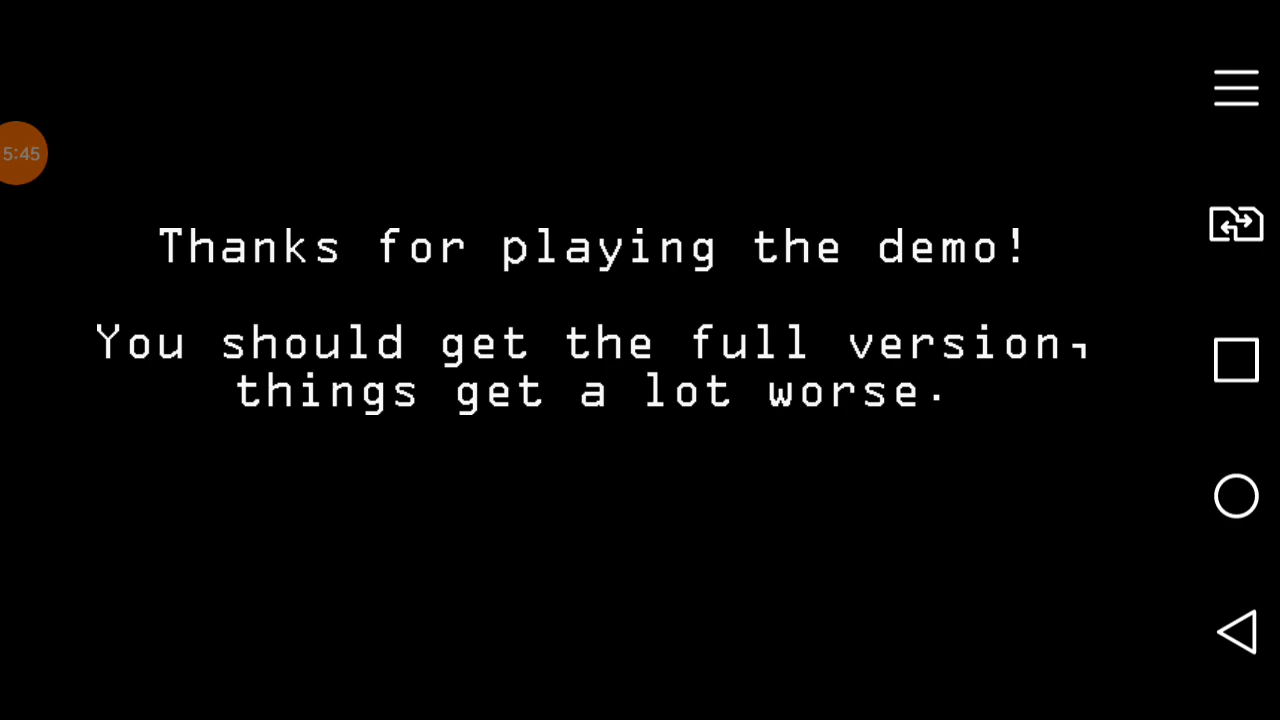 5:45
Thanks for playing the demo!
You should get the full version,
things get a lot worse.